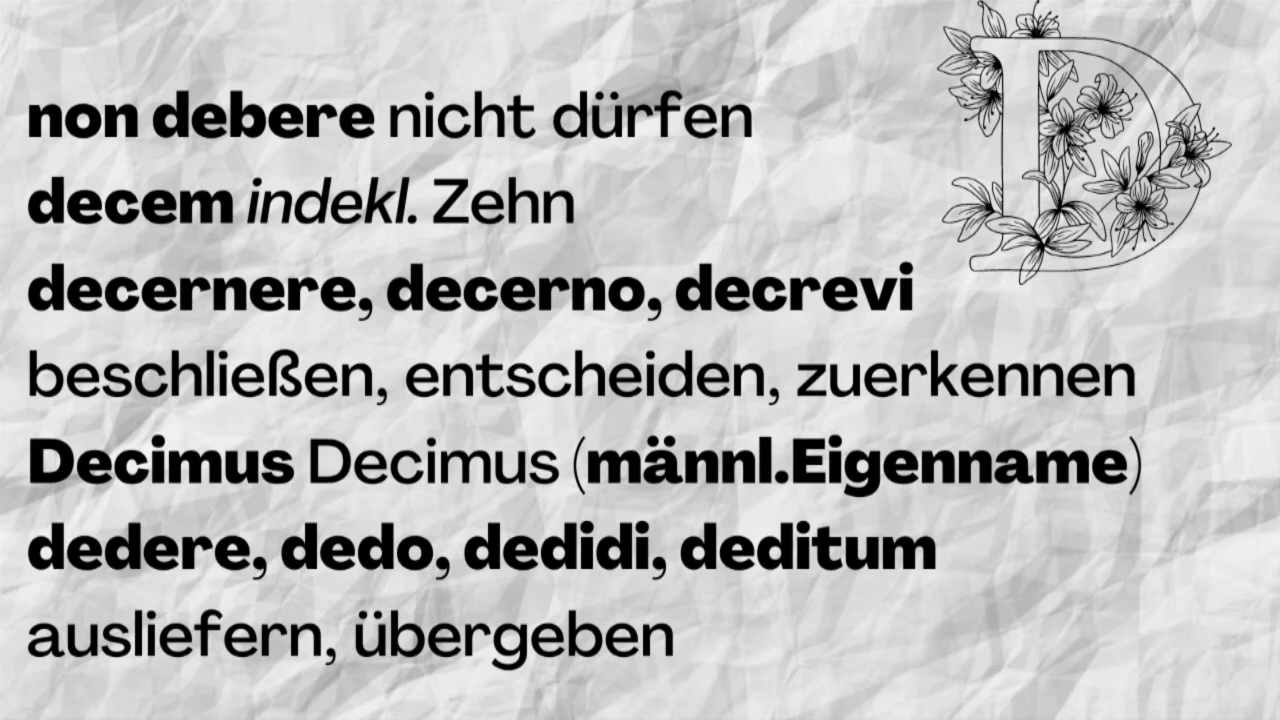 non debere nicht dürfen
decem indekl. Zehn
decernere, decerno, decrevi
beschließen, entscheiden, zuerkennen
Decimus Decimus (männl.Eigenname)
dedere, dedo, dedidi, deditum
ausliefern, übergeben
D